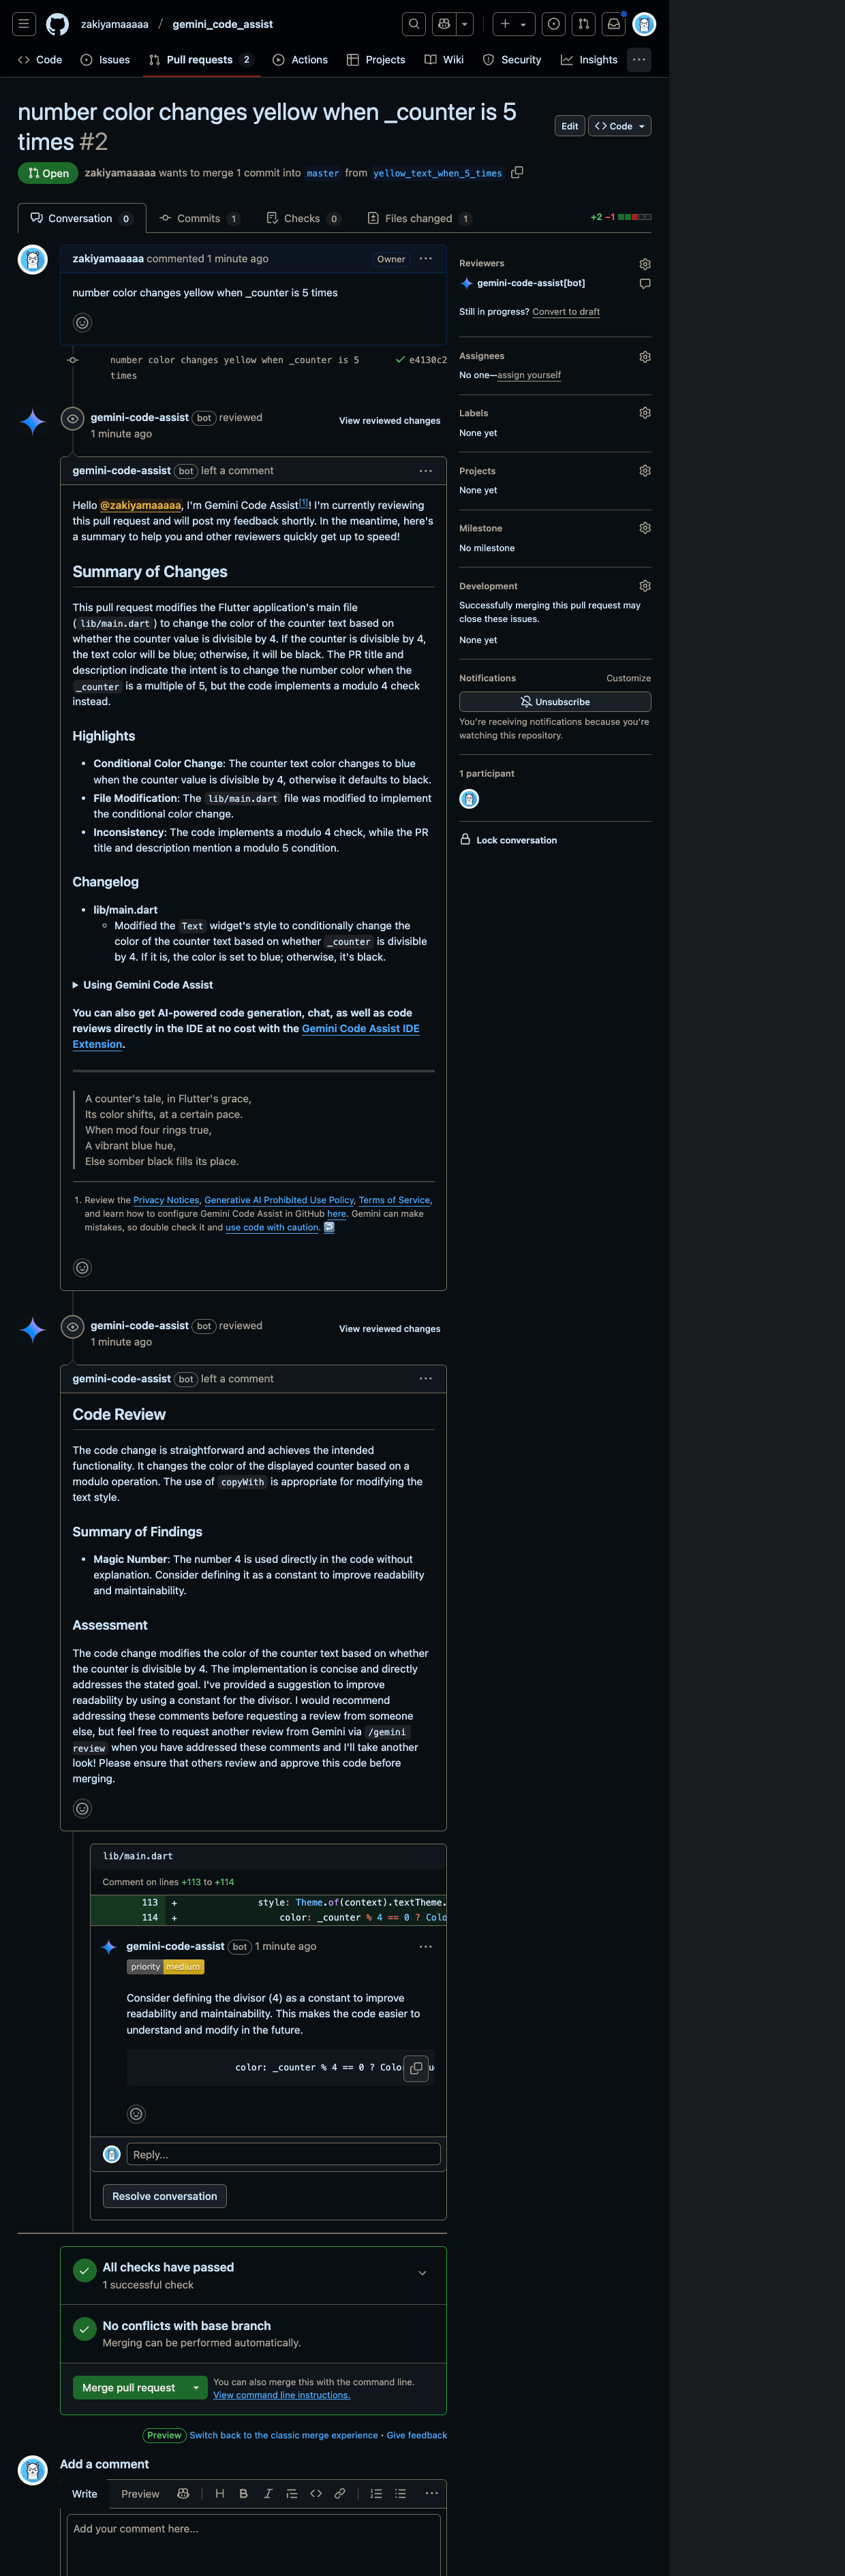 zakiyamaaaaa / gemini_code_assist
Code Issues Pull requests 2 Actions Projects Wiki Security Insights
number color changes yellow when _counter is 5
times #2
Edit Code
Open zakiyamaaaaa wants to merge 1 commit into master from yellow_text_when_5_times
Conversation 0 Commits 1 Checks 0 Files changed 1 +2 −1
zakiyamaaaaa commented 1 minute ago Owner
number color changes yellow when _counter is 5 times
number color changes yellow when _counter is 5 e4130c2
times
gemini-code-assist bot reviewed View reviewed changes
1 minute ago
gemini-code-assist bot left a comment
Hello @zakiyamaaaaa, I'm Gemini Code Assist[1]! I'm currently reviewing
this pull request and will post my feedback shortly. In the meantime, here's
a summary to help you and other reviewers quickly get up to speed!
Summary of Changes
This pull request modifies the Flutter application's main file
( lib/main.dart ) to change the color of the counter text based on
whether the counter value is divisible by 4. If the counter is divisible by 4,
the text color will be blue; otherwise, it will be black. The PR title and
description indicate the intent is to change the number color when the
_counter is a multiple of 5, but the code implements a modulo 4 check
instead.
Highlights
• Conditional Color Change: The counter text color changes to blue
when the counter value is divisible by 4, otherwise it defaults to black.
• File Modification: The lib/main.dart file was modified to implement
the conditional color change.
• Inconsistency: The code implements a modulo 4 check, while the PR
title and description mention a modulo 5 condition.
Changelog
• lib/main.dart
◦ Modified the Text widget's style to conditionally change the
color of the counter text based on whether _counter is divisible
by 4. If it is, the color is set to blue; otherwise, it's black.
▶ Using Gemini Code Assist
You can also get AI-powered code generation, chat, as well as code
reviews directly in the IDE at no cost with the Gemini Code Assist IDE
Extension.
A counter's tale, in Flutter's grace,
Its color shifts, at a certain pace.
When mod four rings true,
A vibrant blue hue,
Else somber black fills its place.
1. Review the Privacy Notices, Generative AI Prohibited Use Policy, Terms of Service,
and learn how to configure Gemini Code Assist in GitHub here. Gemini can make
mistakes, so double check it and use code with caution. ↩
gemini-code-assist bot reviewed View reviewed changes
1 minute ago
gemini-code-assist bot left a comment
Code Review
The code change is straightforward and achieves the intended
functionality. It changes the color of the displayed counter based on a
modulo operation. The use of copyWith is appropriate for modifying the
text style.
Summary of Findings
• Magic Number: The number 4 is used directly in the code without
explanation. Consider defining it as a constant to improve readability
and maintainability.
Assessment
The code change modifies the color of the counter text based on whether
the counter is divisible by 4. The implementation is concise and directly
addresses the stated goal. I've provided a suggestion to improve
readability by using a constant for the divisor. I would recommend
addressing these comments before requesting a review from someone
else, but feel free to request another review from Gemini via /gemini
review when you have addressed these comments and I'll take another
look! Please ensure that others review and approve this code before
merging.
lib/main.dart
Comment on lines +113 to +114
113 + style: Theme.of(context).textTheme.
114 + color: _counter % 4 == 0 ? Colo
gemini-code-assist bot 1 minute ago
priority medium
Consider defining the divisor (4) as a constant to improve
readability and maintainability. This makes the code easier to
understand and modify in the future.
color: _counter % 4 == 0 ? Colo
Reply...
Resolve conversation
All checks have passed
1 successful check
No conflicts with base branch
Merging can be performed automatically.
Merge pull request You can also merge this with the command line.
View command line instructions.
Preview Switch back to the classic merge experience • Give feedback
Add a comment
Write Preview H B I
Add your comment here...
Reviewers
gemini-code-assist[bot]
Still in progress? Convert to draft
Assignees
No one—assign yourself
Labels
None yet
Projects
None yet
Milestone
No milestone
Development
Successfully merging this pull request may
close these issues.
None yet
Notifications Customize
Unsubscribe
You're receiving notifications because you're
watching this repository.
1 participant
Lock conversation